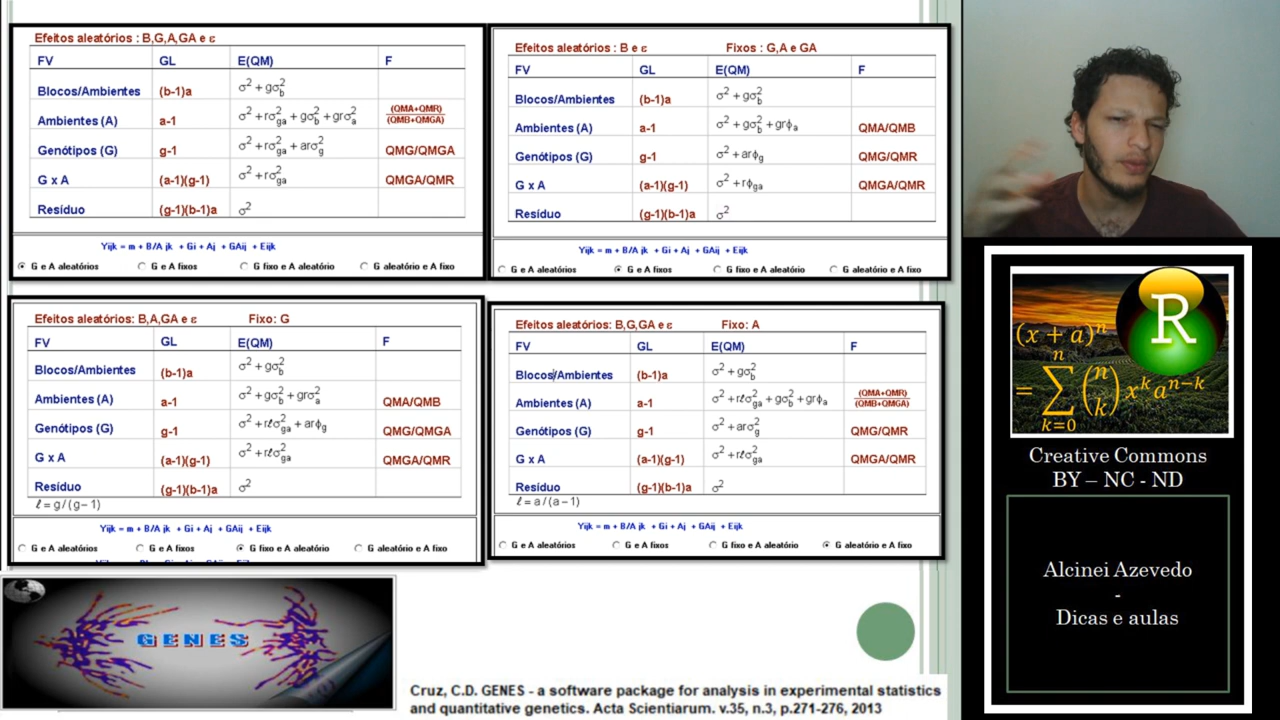 Efeitos aleatórios : B,G,A,GA e ε
FV GL E(QM) F
Blocos/Ambientes (b-1)a σ² + gσ²b
Ambientes (A) a-1 σ² + rσ²ga + gσ²b + grσ²a (QMA+QMR)/(QMB+QMGA)
Genótipos (G) g-1 σ² + rσ²ga + arσ²g QMG/QMGA
G x A (a-1)(g-1) σ² + rσ²ga QMGA/QMR
Resíduo (g-1)(b-1)a σ²
Yijk = m + B/A jk + Gi + Aj + GAij + Eijk
G e A aleatórios G e A fixos G fixo e A aleatório G aleatório e A fixo
Efeitos aleatórios : B e ε Fixos : G,A e GA
FV GL E(QM) F
Blocos/Ambientes (b-1)a σ² + gσ²b
Ambientes (A) a-1 σ² + gσ²b + grϕa QMA/QMB
Genótipos (G) g-1 σ² + arϕg QMG/QMR
G x A (a-1)(g-1) σ² + rϕga QMGA/QMR
Resíduo (g-1)(b-1)a σ²
Yijk = m + B/A jk + Gi + Aj + GAij + Eijk
G e A aleatórios G e A fixos G fixo e A aleatório G aleatório e A fixo
Efeitos aleatórios: B,A,GA e ε Fixo: G
FV GL E(QM) F
Blocos/Ambientes (b-1)a σ² + gσ²b
Ambientes (A) a-1 σ² + gσ²b + grσ²a QMA/QMB
Genótipos (G) g-1 σ² + rℓσ²ga + arϕg QMG/QMGA
G x A (a-1)(g-1) σ² + rℓσ²ga QMGA/QMR
Resíduo (g-1)(b-1)a σ²
ℓ = g/(g-1)
Yijk = m + B/A jk + Gi + Aj + GAij + Eijk
G e A aleatórios G e A fixos G fixo e A aleatório G aleatório e A fixo
Efeitos aleatórios: B,G,GA e ε Fixo: A
FV GL E(QM) F
Blocos/Ambientes (b-1)a σ² + gσ²b
Ambientes (A) a-1 σ² + rℓσ²ga + gσ²b + grϕa (QMA+QMR)/(QMB+QMGA)
Genótipos (G) g-1 σ² + arσ²g QMG/QMR
G x A (a-1)(g-1) σ² + rℓσ²ga QMGA/QMR
Resíduo (g-1)(b-1)a σ²
ℓ = a/(a-1)
Yijk = m + B/A jk + Gi + Aj + GAij + Eijk
G e A aleatórios G e A fixos G fixo e A aleatório G aleatório e A fixo
GENES
Cruz, C.D. GENES - a software package for analysis in experimental statistics
and quantitative genetics. Acta Scientiarum. v.35, n.3, p.271-276, 2013
R
(x + a)ⁿ
= ∑ k=0 n (n k) xᵏaⁿ⁻ᵏ
Creative Commons
BY – NC - ND
Alcinei Azevedo
-
Dicas e aulas